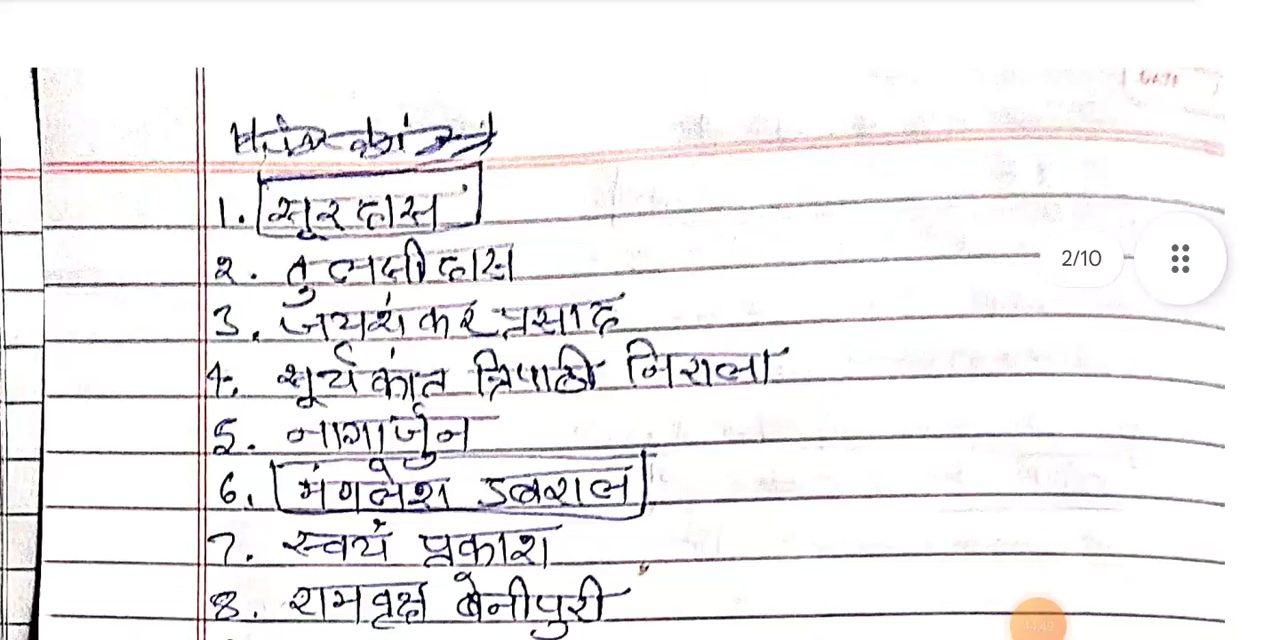 1. सूरदास
2. तुलसीदास
2/10
3. जयशंकर प्रसाद
4. सूर्यकांत त्रिपाठी निराला
5. नागार्जुन
6. मंगलेश डबराल
7. स्वयं प्रकाश
8. रामवृक्ष बेनीपुरी